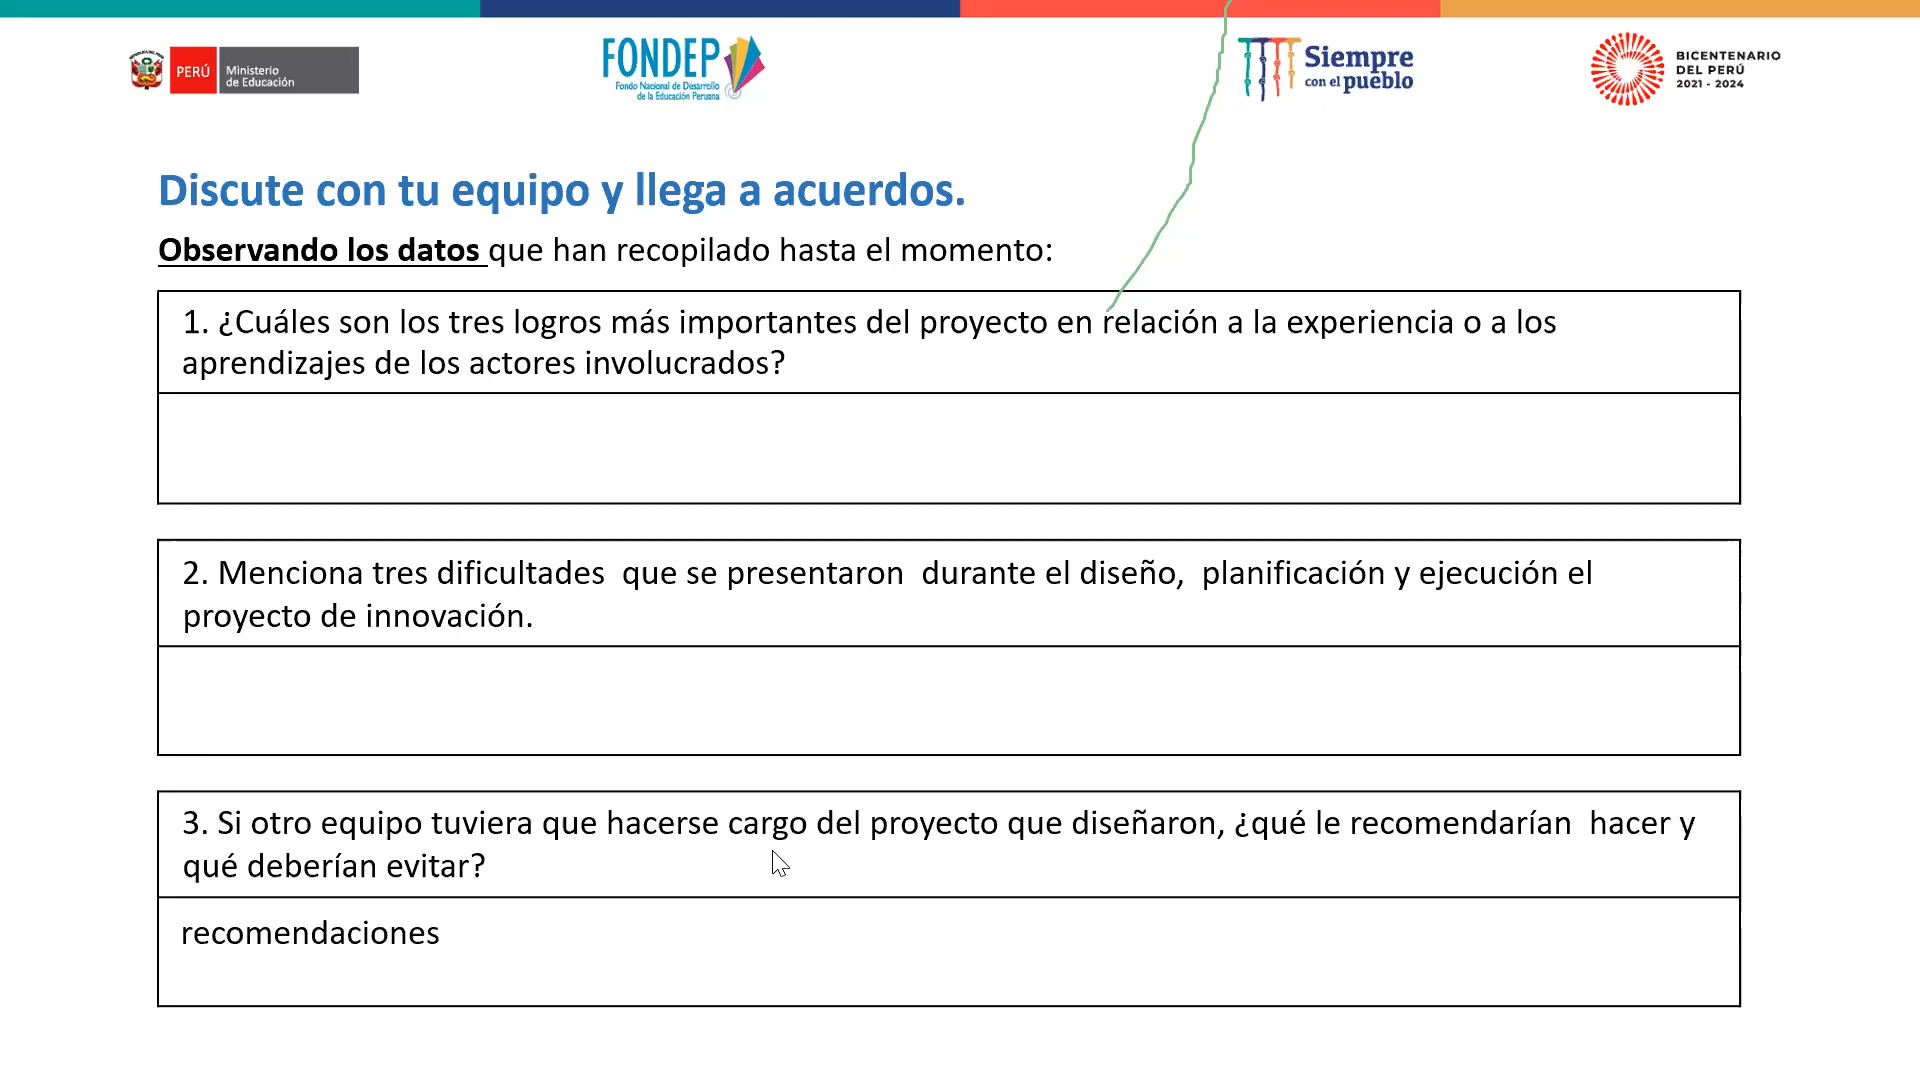 PERÚ
Ministerio
de Educación
FONDEP
Fondo Nacional de Desarrollo
de la Educación Peruana
Siempre
con el pueblo
BICENTENARIO
DEL PERÚ
2021 - 2024
Discute con tu equipo y llega a acuerdos.
Observando los datos que han recopilado hasta el momento:
1. ¿Cuáles son los tres logros más importantes del proyecto en relación a la experiencia o a los
aprendizajes de los actores involucrados?
2. Menciona tres dificultades que se presentaron durante el diseño, planificación y ejecución el
proyecto de innovación.
3. Si otro equipo tuviera que hacerse cargo del proyecto que diseñaron, ¿qué le recomendarían hacer y
qué deberían evitar?
recomendaciones